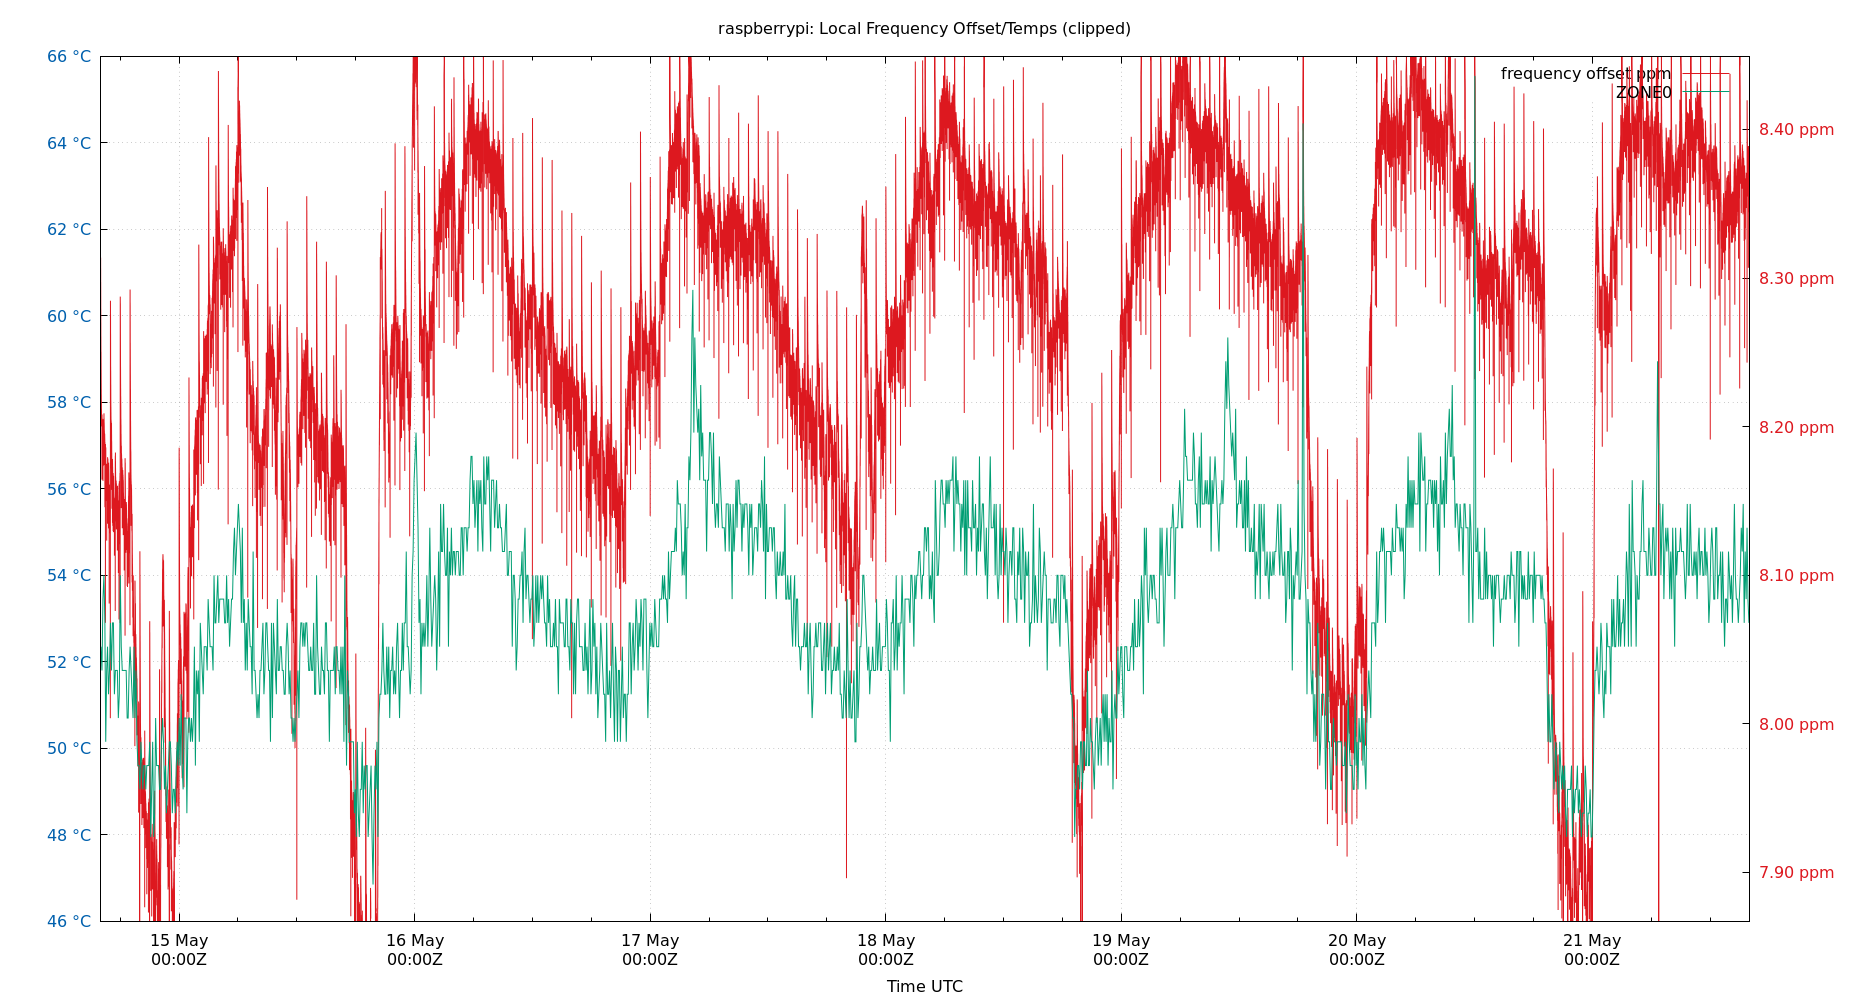 raspberrypi: Local Frequency Offset/Temps (clipped)
66 °C
64 °C
62 °C
60 °C
58 °C
56 °C
54 °C
52 °C
50 °C
48 °C
46 °C
frequency offset ppm
ZONE0
8.40 ppm
8.30 ppm
8.20 ppm
8.10 ppm
8.00 ppm
7.90 ppm
15 May
00:00Z
16 May
00:00Z
17 May
00:00Z
18 May
00:00Z
19 May
00:00Z
20 May
00:00Z
21 May
00:00Z
Time UTC